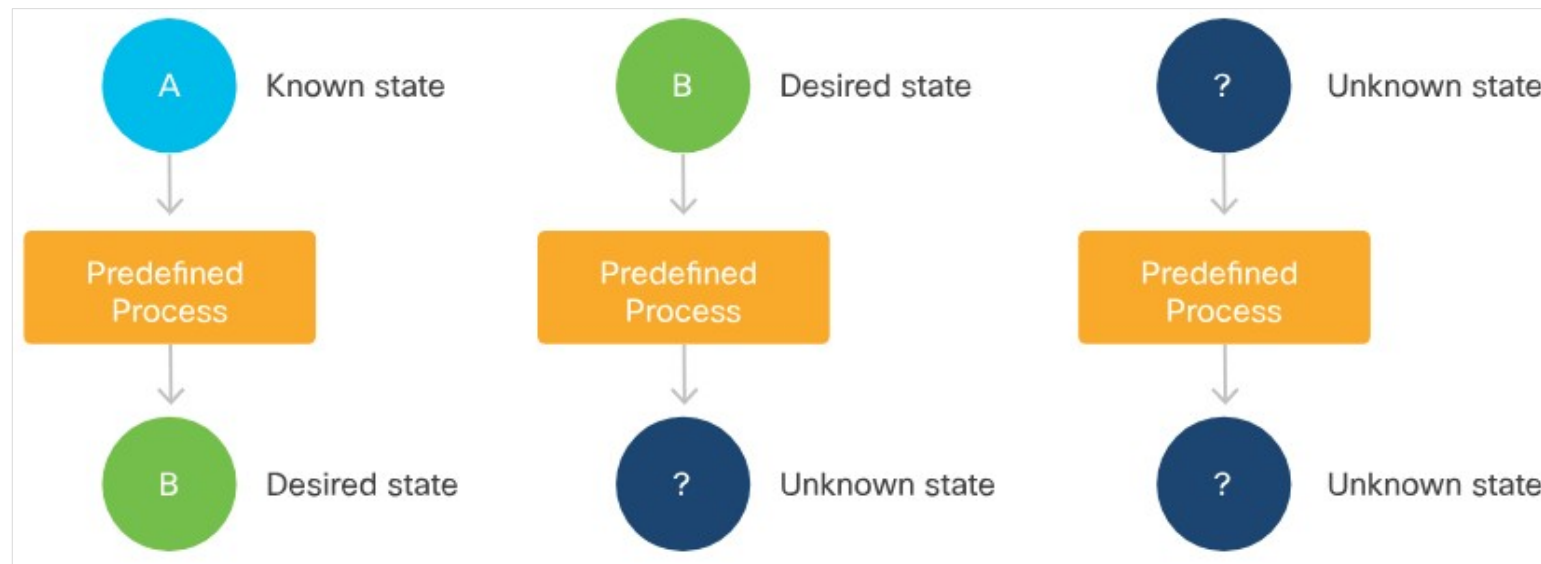 A Known state
Predefined
Process
B Desired state
B Desired state
Predefined
Process
? Unknown state
? Unknown state
Predefined
Process
? Unknown state